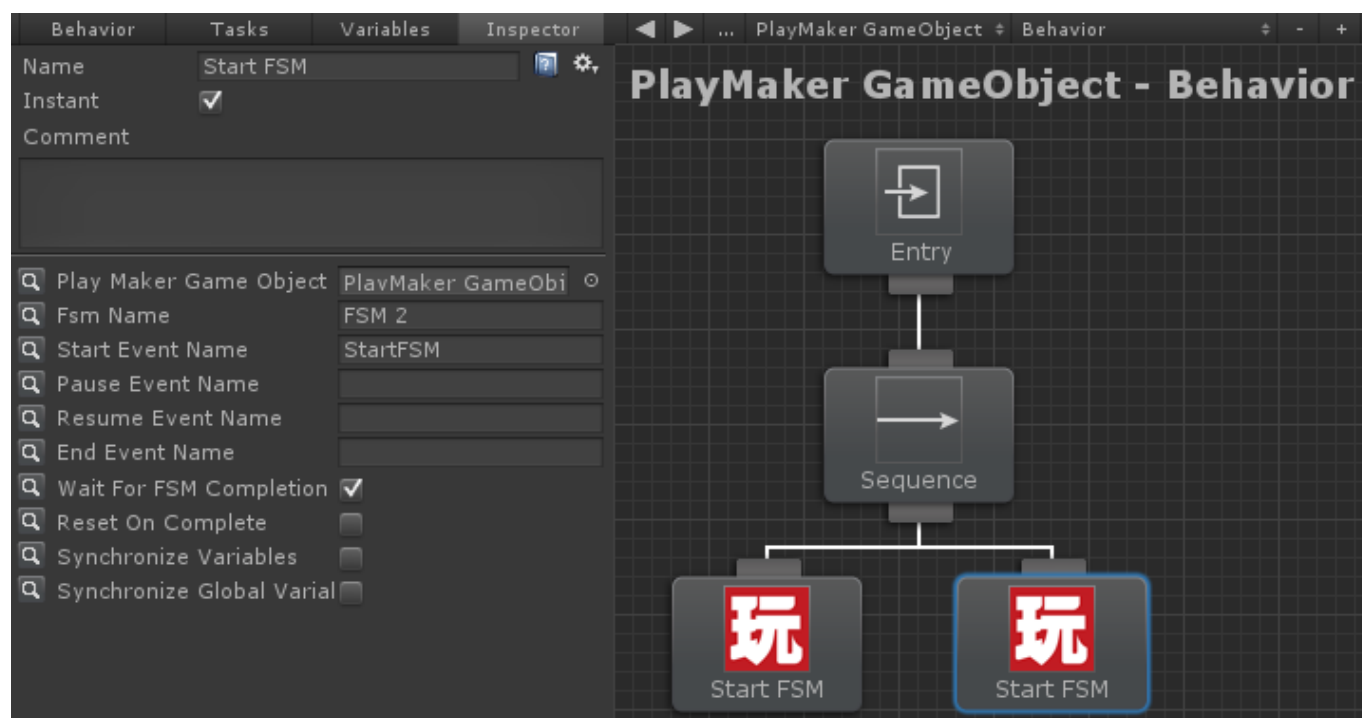 Behavior Tasks Variables Inspector
Name Start FSM
Instant
Comment
Play Maker Game Object PlayMaker GameObj
Fsm Name FSM 2
Start Event Name StartFSM
Pause Event Name
Resume Event Name
End Event Name
Wait For FSM Completion
Reset On Complete
Synchronize Variables
Synchronize Global Varial
... PlayMaker GameObject Behavior - +
PlayMaker GameObject - Behavior
Entry
Sequence
玩 玩
Start FSM Start FSM